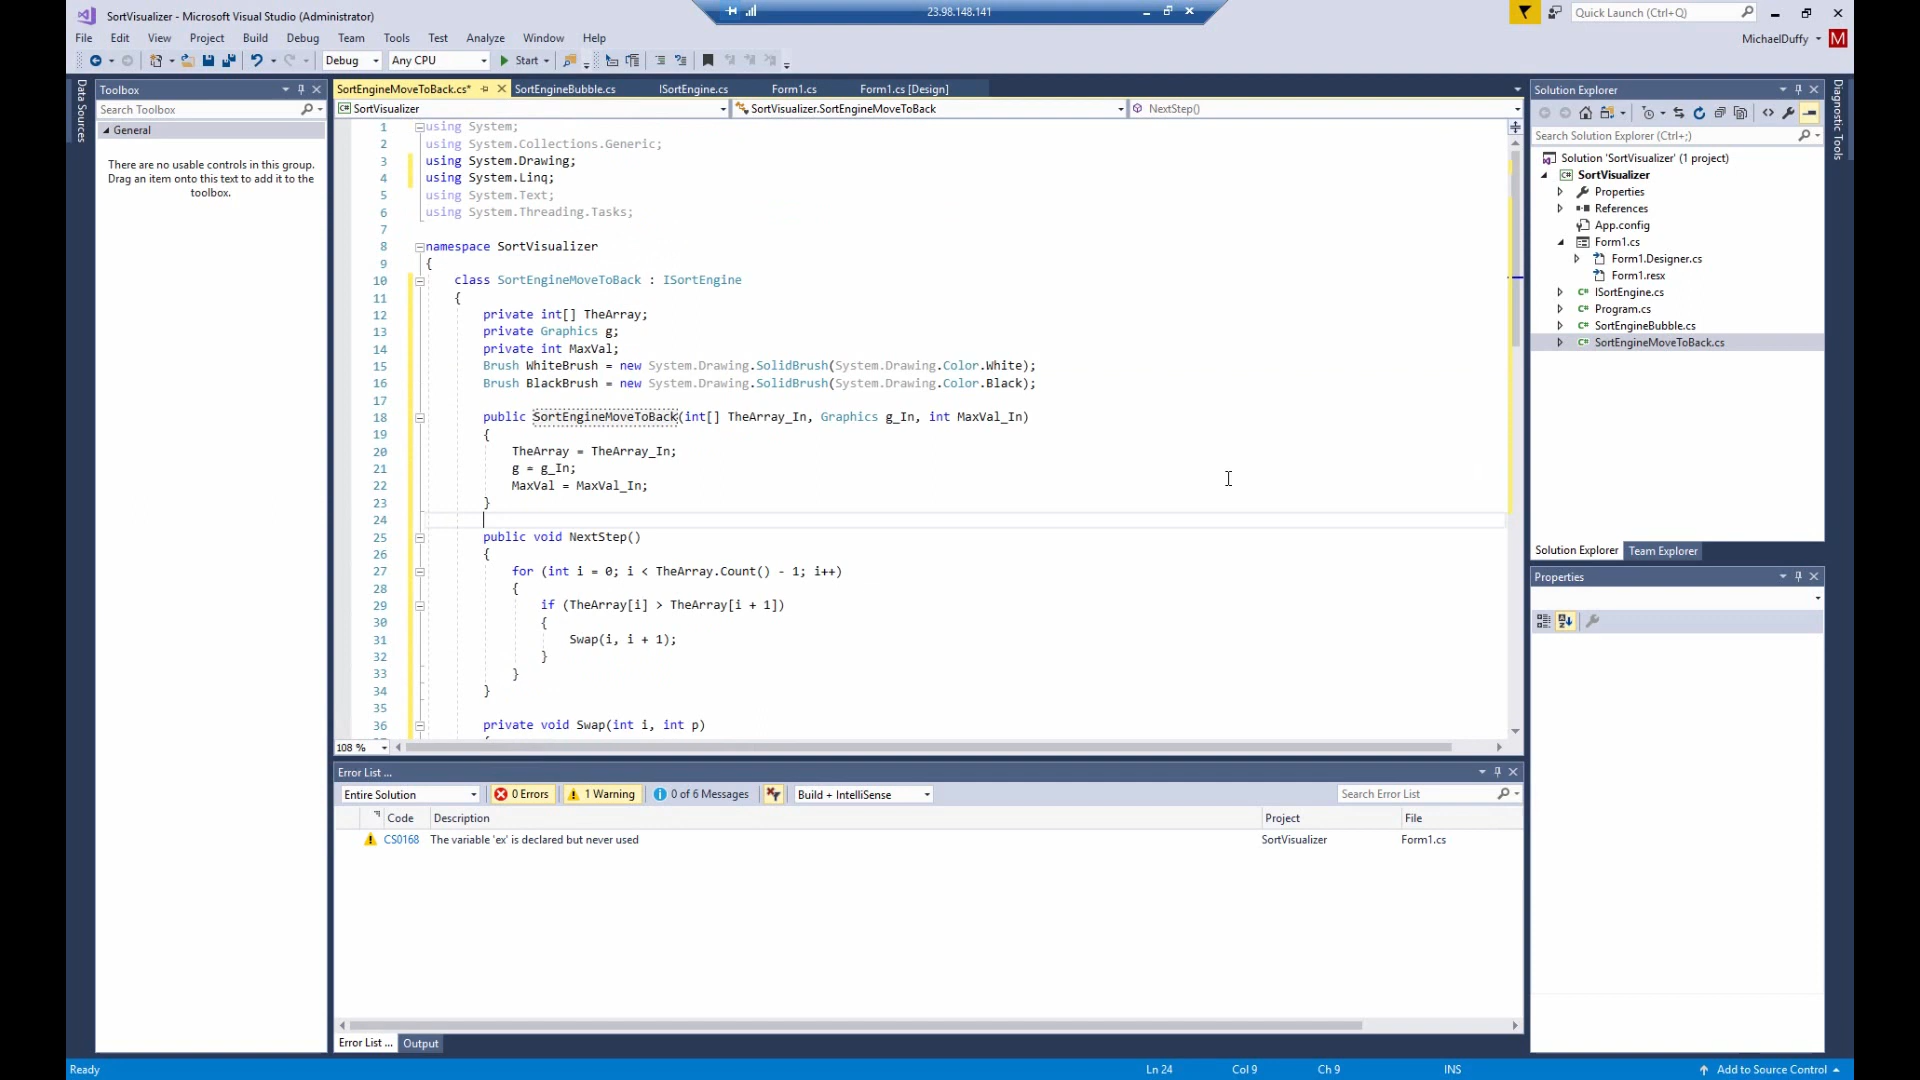 SortVisualizer - Microsoft Visual Studio (Administrator)
23.98.148.141
Quick Launch (Ctrl+Q)
File Edit View Project Build Debug Team Tools Test Analyze Window Help
MichaelDuffy M
Debug Any CPU Start
Data Sources
Toolbox
Search Toolbox
General
There are no usable controls in this group.
Drag an item onto this text to add it to the
toolbox.
SortEngineMoveToBack.cs* SortEngineBubble.cs ISortEngine.cs Form1.cs Form1.cs [Design]
SortVisualizer SortVisualizer.SortEngineMoveToBack NextStep()
1 using System;
2 using System.Collections.Generic;
3 using System.Drawing;
4 using System.Linq;
5 using System.Text;
6 using System.Threading.Tasks;
7
8 namespace SortVisualizer
9 {
10 class SortEngineMoveToBack : ISortEngine
11 {
12 private int[] TheArray;
13 private Graphics g;
14 private int MaxVal;
15 Brush WhiteBrush = new System.Drawing.SolidBrush(System.Drawing.Color.White);
16 Brush BlackBrush = new System.Drawing.SolidBrush(System.Drawing.Color.Black);
17
18 public SortEngineMoveToBack(int[] TheArray_In, Graphics g_In, int MaxVal_In)
19 {
20 TheArray = TheArray_In;
21 g = g_In;
22 MaxVal = MaxVal_In;
23 }
24
25 public void NextStep()
26 {
27 for (int i = 0; i < TheArray.Count() - 1; i++)
28 {
29 if (TheArray[i] > TheArray[i + 1])
30 {
31 Swap(i, i + 1);
32 }
33 }
34 }
35
36 private void Swap(int i, int p)
108 %
Error List ...
Entire Solution 0 Errors 1 Warning 0 of 6 Messages Build + IntelliSense Search Error List
Code Description Project File
CS0168 The variable 'ex' is declared but never used SortVisualizer Form1.cs
Error List ... Output
Solution Explorer
Search Solution Explorer (Ctrl+;)
Solution 'SortVisualizer' (1 project)
SortVisualizer
Properties
References
App.config
Form1.cs
Form1.Designer.cs
Form1.resx
ISortEngine.cs
Program.cs
SortEngineBubble.cs
SortEngineMoveToBack.cs
Solution Explorer Team Explorer
Properties
Diagnostic Tools
Ready Ln 24 Col 9 Ch 9 INS Add to Source Control